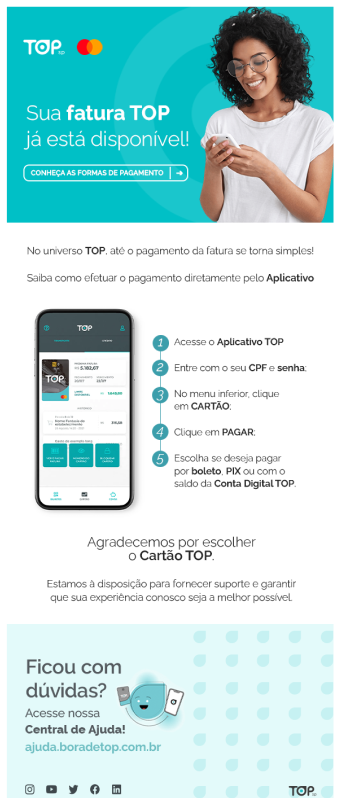 TOP
Sua fatura TOP
já está disponível!
CONHEÇA AS FORMAS DE PAGAMENTO
No universo TOP, até o pagamento da fatura se torna simples!
Saiba como efetuar o pagamento diretamente pelo Aplicativo
TOP
R$ 5.182,67
TOP
1 Acesse o Aplicativo TOP
2 Entre com o seu CPF e senha;
3 No menu inferior, clique
em CARTÃO;
4 Clique em PAGAR;
5 Escolha se deseja pagar
por boleto, PIX ou com o
saldo da Conta Digital TOP.
Agradecemos por escolher
o Cartão TOP.
Estamos à disposição para fornecer suporte e garantir
que sua experiência conosco seja a melhor possível.
Ficou com
dúvidas?
Acesse nossa
Central de Ajuda!
ajuda.boradetop.com.br
TOP